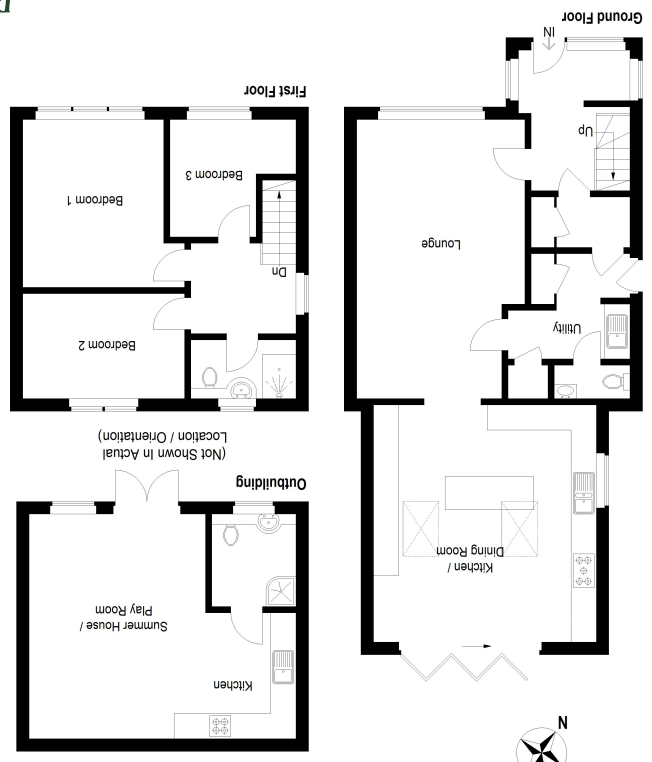 N
Kitchen /
Dining Room
Utility
Lounge
Up
IN
Ground Floor
Kitchen
Summer House /
Play Room
Outbuilding
(Not Shown In Actual
Location / Orientation)
Bedroom 2
Dn
Bedroom 3
Bedroom 1
First Floor